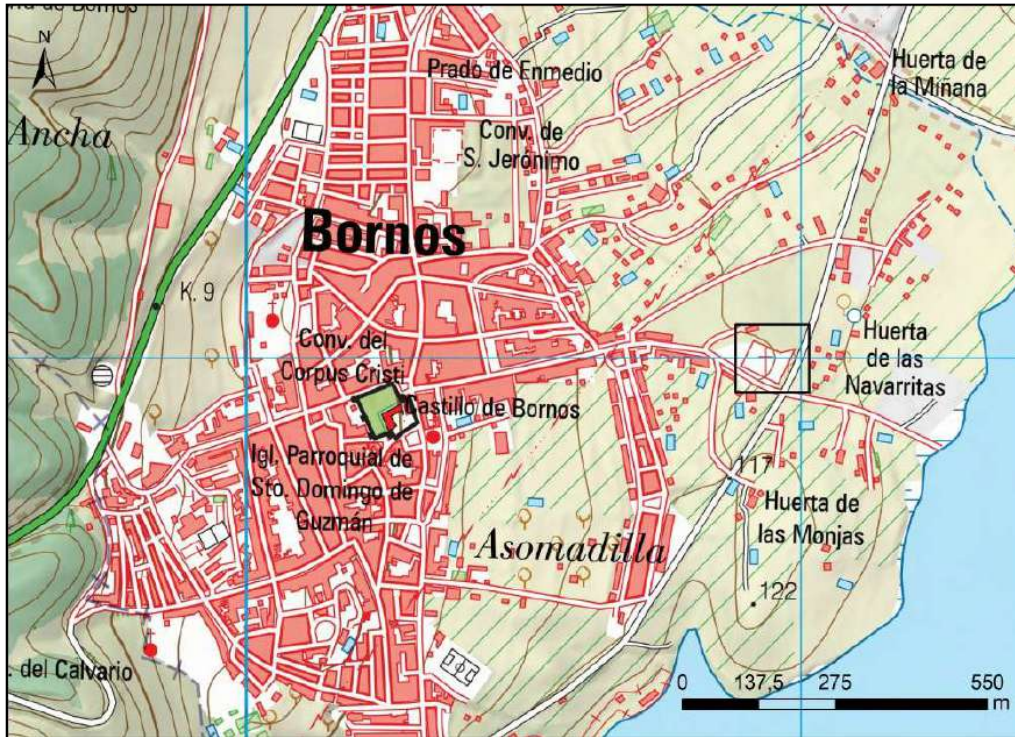 de Bornos
N
Ancha
Prado de Enmedio
Conv. de
S. Jerónimo
Huerta de
la Miñana
Bornos
K. 9
Conv. del
Corpus Cristi
Castillo de Bornos
Igl. Parroquial de
Sto. Domingo de
Guzmán
Huerta
de las
Navarritas
117
Huerta de
las Monjas
Asomadilla
122
. del Calvario
0 137,5 275 550
m